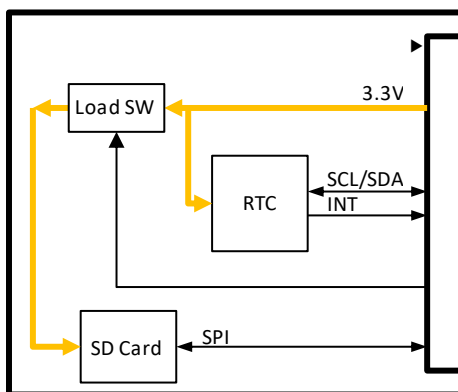 3.3V
Load SW
SCL/SDA
RTC
INT
SPI
SD Card